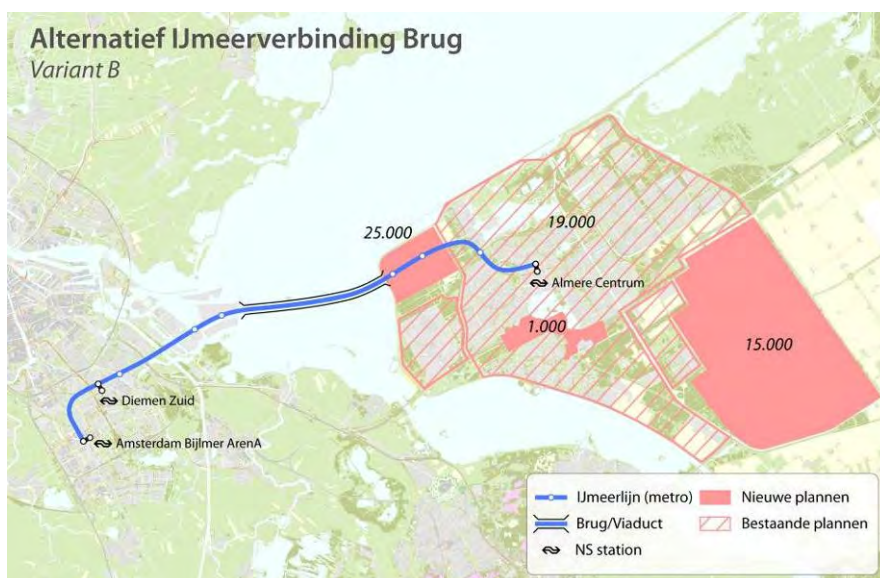 Alternatief IJmeerverbinding Brug
Variant B
25.000
19.000
Almere Centrum
1.000
15.000
Diemen Zuid
Amsterdam Bijlmer ArenA
IJmeerlijn (metro)
Nieuwe plannen
Brug/Viaduct
Bestaande plannen
NS station